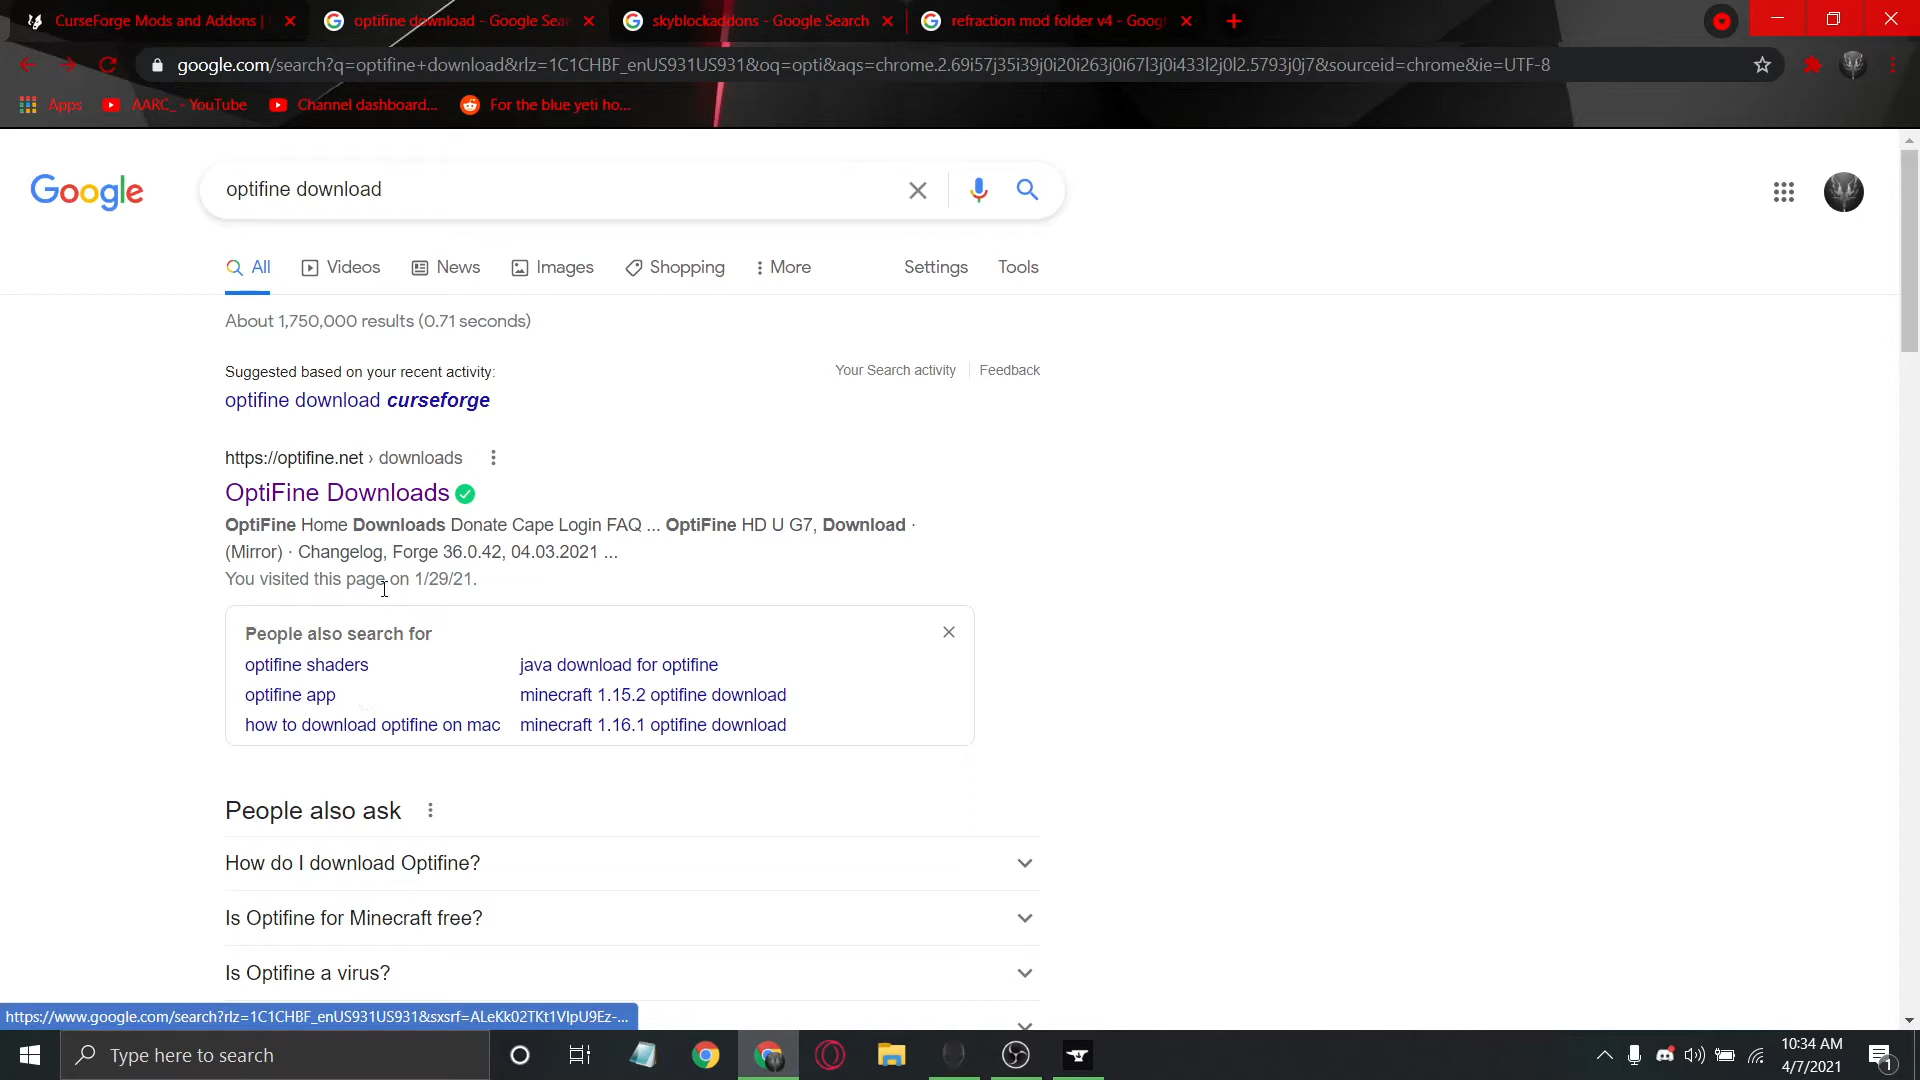 CurseForge Mods and Addons |
optifine download - Google Sea
skyblockaddons - Google Search
refraction mod folder v4 - Goog
google.com/search?q=optifine+download&rlz=1C1CHBF_enUS931US931&oq=opti&aqs=chrome.2.69i57j35i39j0i20i263j0i67l3j0i433l2j0l2.5793j0j7&sourceid=chrome&ie=UTF-8
Apps
AARC_ - YouTube
Channel dashboard...
For the blue yeti ho...
Google
optifine download
All
Videos
News
Images
Shopping
More
Settings
Tools
About 1,750,000 results (0.71 seconds)
Suggested based on your recent activity:
Your Search activity
Feedback
optifine download curseforge
https://optifine.net › downloads
OptiFine Downloads
OptiFine Home Downloads Donate Cape Login FAQ ... OptiFine HD U G7, Download ·
(Mirror) · Changelog, Forge 36.0.42, 04.03.2021 ...
You visited this page on 1/29/21.
People also search for
optifine shaders
java download for optifine
optifine app
minecraft 1.15.2 optifine download
how to download optifine on mac
minecraft 1.16.1 optifine download
People also ask
How do I download Optifine?
Is Optifine for Minecraft free?
Is Optifine a virus?
https://www.google.com/search?rlz=1C1CHBF_enUS931US931&sxsrf=ALeKk02TKt1VIpU9Ez-...
Type here to search
10:34 AM
4/7/2021
1